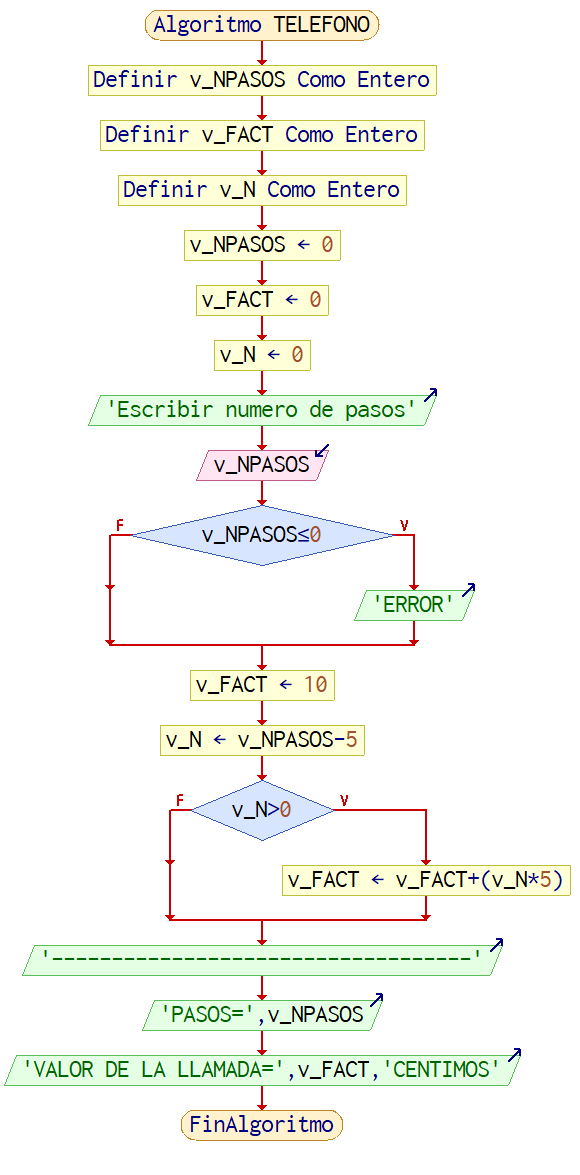 Algoritmo TELEFONO
Definir v_NPASOS Como Entero
Definir v_FACT Como Entero
Definir v_N Como Entero
v_NPASOS ← 0
v_FACT ← 0
v_N ← 0
'Escribir numero de pasos'
v_NPASOS
F
v_NPASOS≤0
V
'ERROR'
v_FACT ← 10
v_N ← v_NPASOS-5
F
v_N>0
V
v_FACT ← v_FACT+(v_N*5)
'-----------------------------------'
'PASOS=',v_NPASOS
'VALOR DE LA LLAMADA=',v_FACT,'CENTIMOS'
FinAlgoritmo